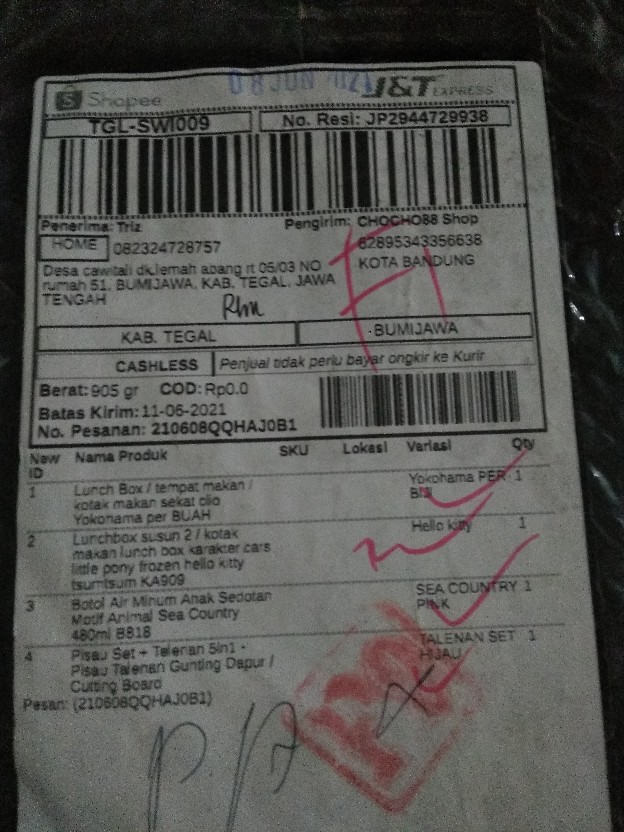 08 JUN 2021
Shopee
J&T EXPRESS
TGL-SWI009
No. Resi: JP2944729938
Penerima: Triz
Pengirim: CHOCHO88 Shop
HOME
082324728757
62895343356638
Desa cawitali dk.lemah abang rt 05/03 NO
KOTA BANDUNG
rumah 51, BUMIJAWA, KAB. TEGAL, JAWA
TENGAH
KAB. TEGAL
BUMIJAWA
CASHLESS
Penjual tidak perlu bayar ongkir ke Kurir
Berat: 905 gr COD: Rp0.0
Batas Kirim: 11-06-2021
No. Pesanan: 210608QQHAJ0B1
New ID Nama Produk SKU Lokasi Variasi Qty
1 Lunch Box / tempat makan / Yokohama PER 1
kotak makan sekat clio
Yokohama per BUAH
2 Lunchbox susun 2 / kotak Hello kitty 1
makan lunch box karakter cars
little pony frozen hello kitty
tsumtsum KA909
3 Botol Air Minum Anak Sedotan SEA COUNTRY 1
Motif Animal Sea Country PINK
480ml B818
4 Pisau Set + Telenan 5in1 - TALENAN SET 1
Pisau Talenan Gunting Dapur / HIJAU
Cutting Board
Pesan: (210608QQHAJ0B1)